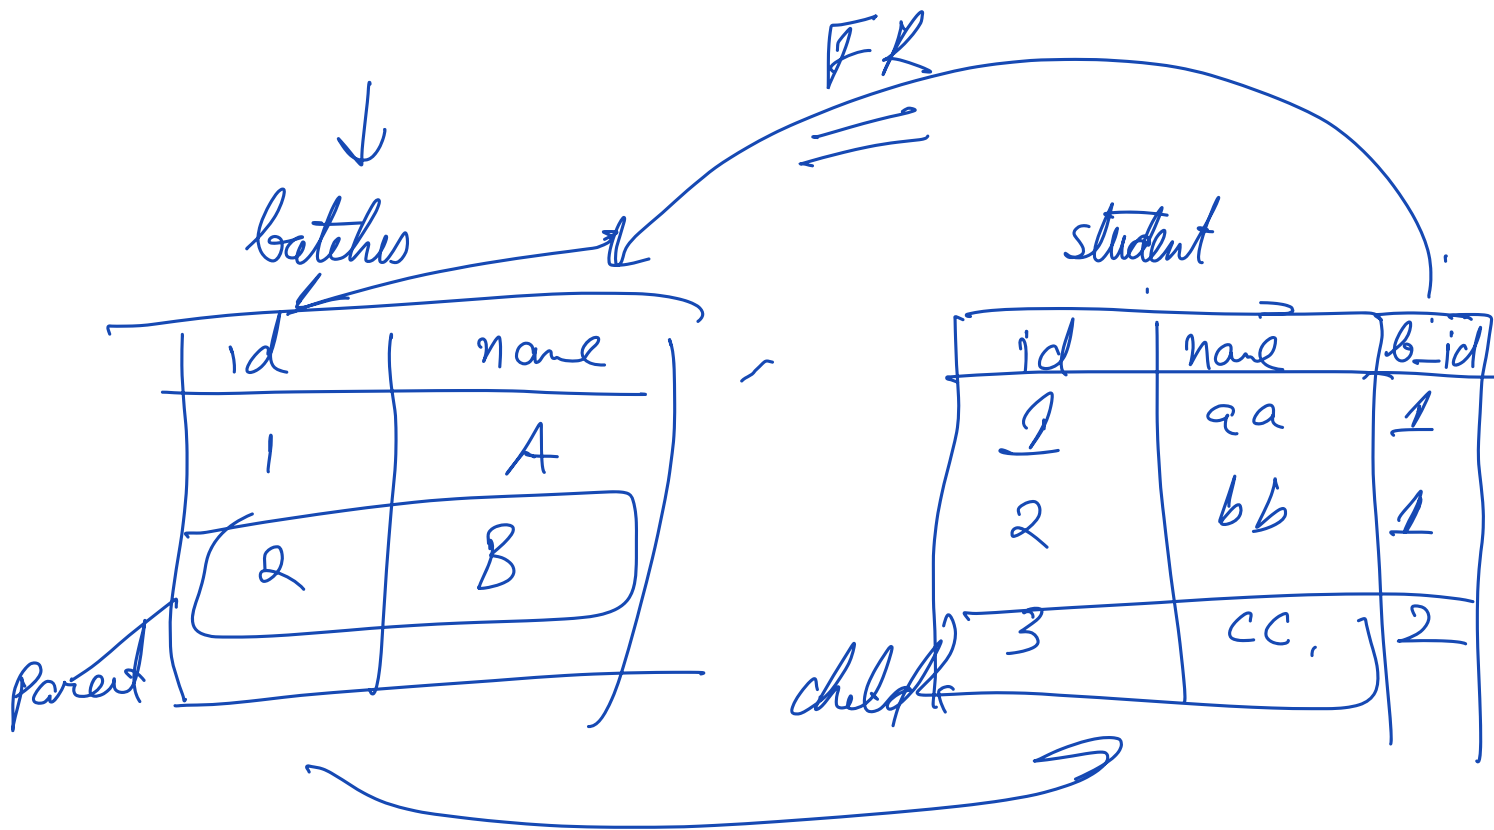 FK
batches
student
id name
id name b_id
1 A
1 aa 1
2 bb 1
2 B
3 cc. 2
parent
child